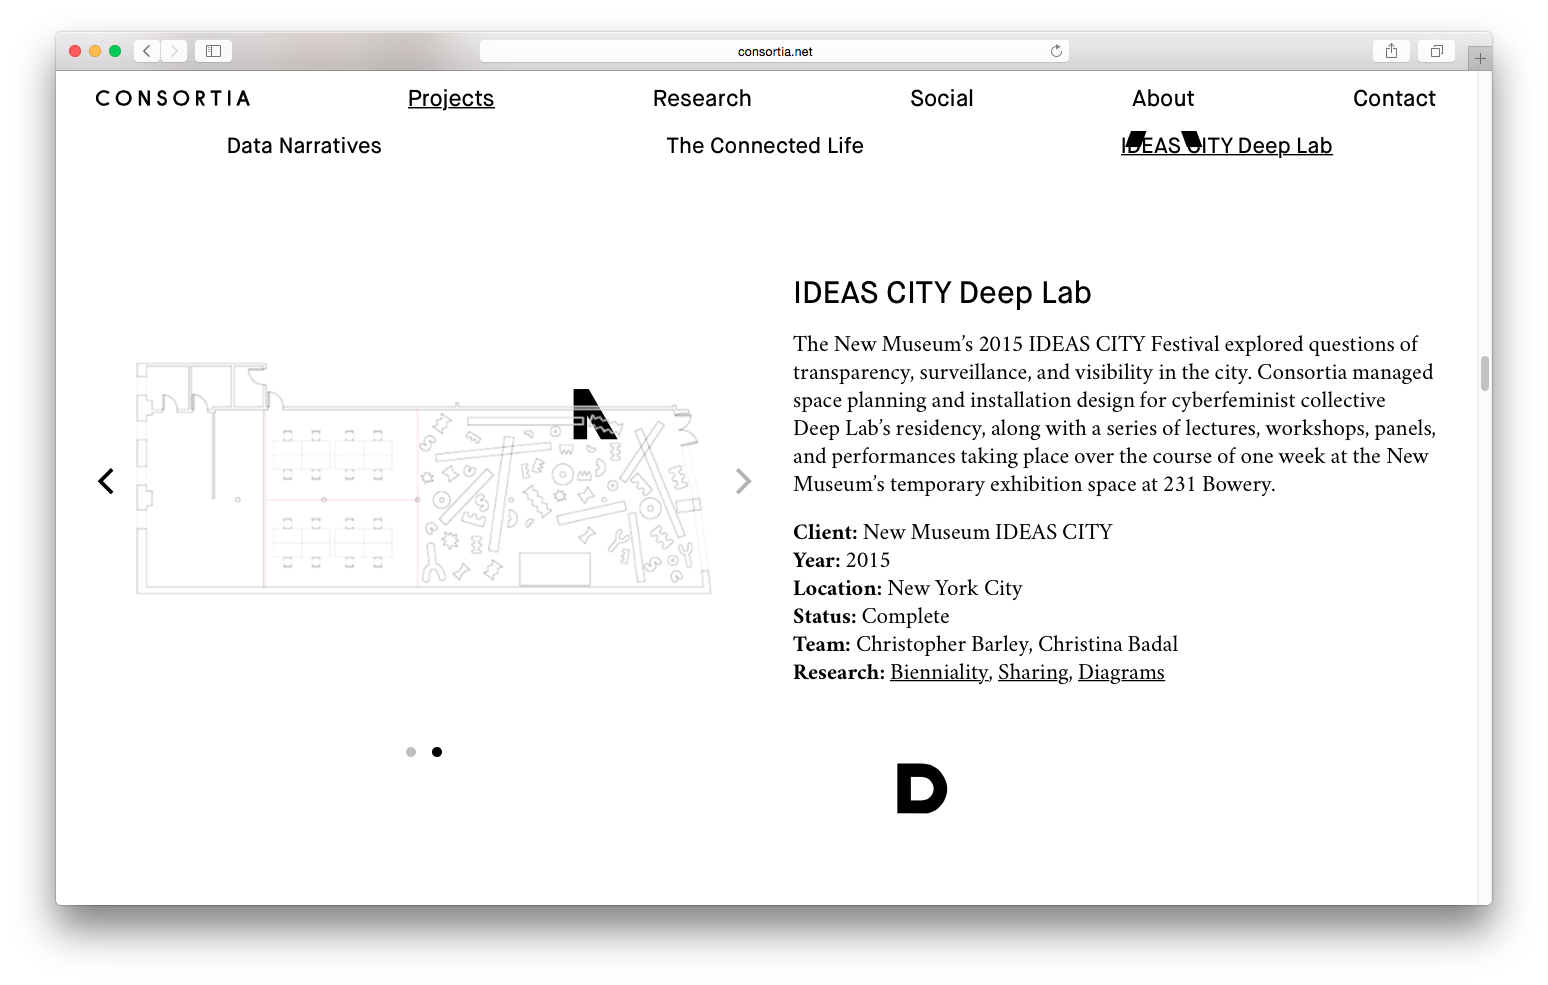 consortia.net
CONSORTIA Projects Research Social About Contact
Data Narratives The Connected Life IDEAS CITY Deep Lab
IDEAS CITY Deep Lab
The New Museum’s 2015 IDEAS CITY Festival explored questions of
transparency, surveillance, and visibility in the city. Consortia managed
space planning and installation design for cyberfeminist collective
Deep Lab’s residency, along with a series of lectures, workshops, panels,
and performances taking place over the course of one week at the New
Museum’s temporary exhibition space at 231 Bowery.
Client: New Museum IDEAS CITY
Year: 2015
Location: New York City
Status: Complete
Team: Christopher Barley, Christina Badal
Research: Bienniality, Sharing, Diagrams
D